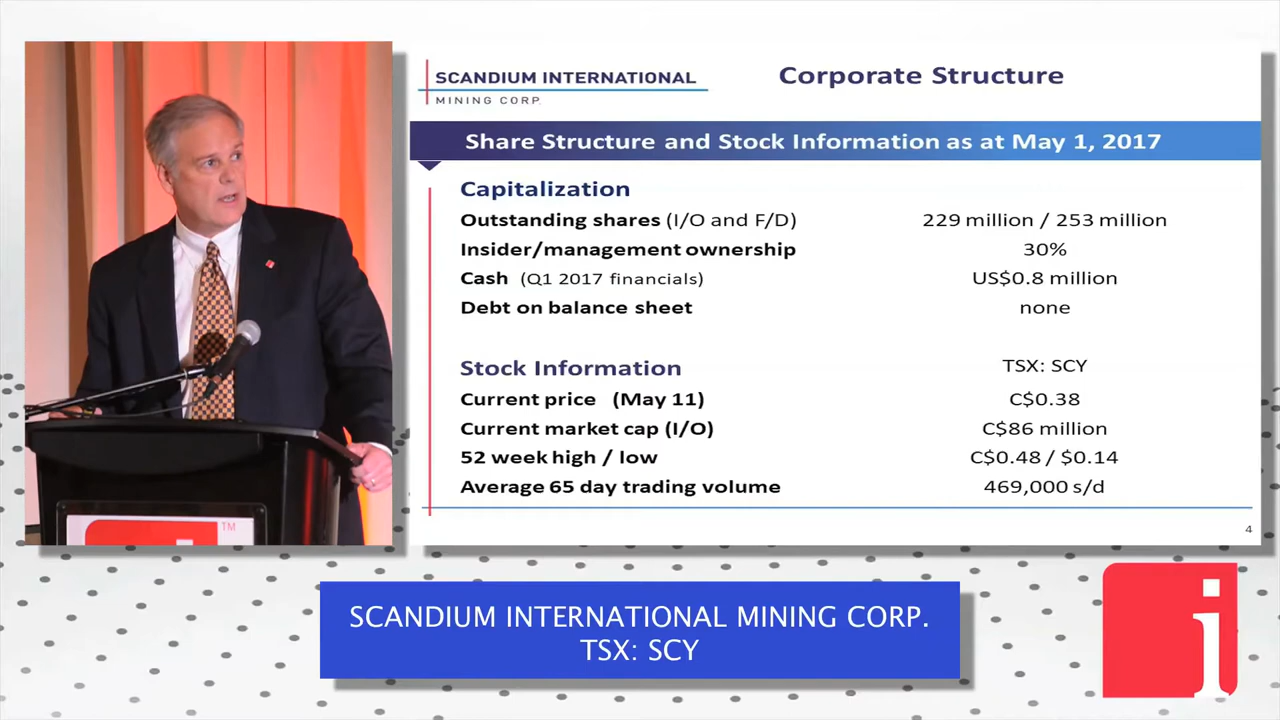 SCANDIUM INTERNATIONAL
MINING CORP.
Corporate Structure
Share Structure and Stock Information as at May 1, 2017
Capitalization
Outstanding shares (I/O and F/D) 229 million / 253 million
Insider/management ownership 30%
Cash (Q1 2017 financials) US$0.8 million
Debt on balance sheet none
Stock Information TSX: SCY
Current price (May 11) C$0.38
Current market cap (I/O) C$86 million
52 week high / low C$0.48 / $0.14
Average 65 day trading volume 469,000 s/d
4
TM
SCANDIUM INTERNATIONAL MINING CORP.
TSX: SCY
i